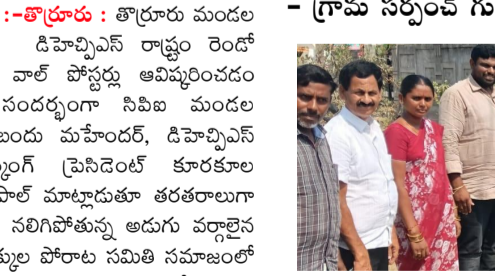 – గ్రామ సర్పంచ్ గు
:-తొర్రూరు : తొర్రూరు మండల
డిహెచ్పిఎస్ రాష్ట్రం రెండో
వాల్ పోస్టర్లు ఆవిష్కరించడం
సందర్భంగా సిపిఐ మండల
బందు మహేందర్, డిహెచ్పిఎస్
ప్రెసిడెంట్ కూరకూల
పాల్ మాట్లాడుతూ తరతరాలుగా
నలిగిపోతున్న అడుగు వర్గాలైన
క్కుల పోరాట సమితి సమాజంలో